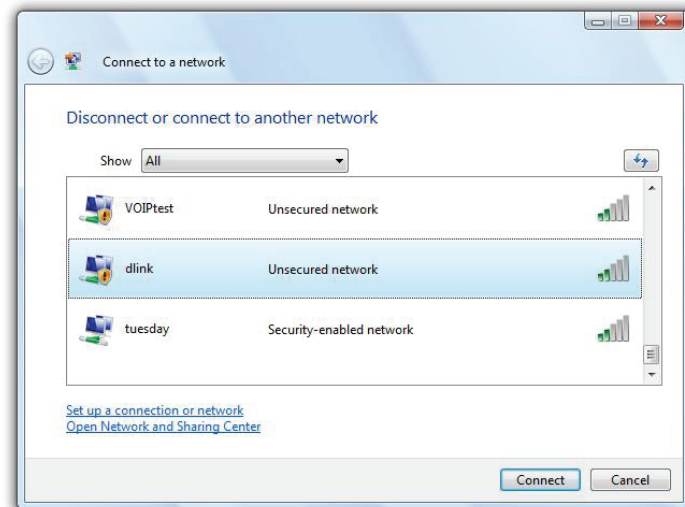 Connect to a network
Disconnect or connect to another network
Show All
VOIPtest Unsecured network
dlink Unsecured network
tuesday Security-enabled network
Set up a connection or network
Open Network and Sharing Center
Connect Cancel